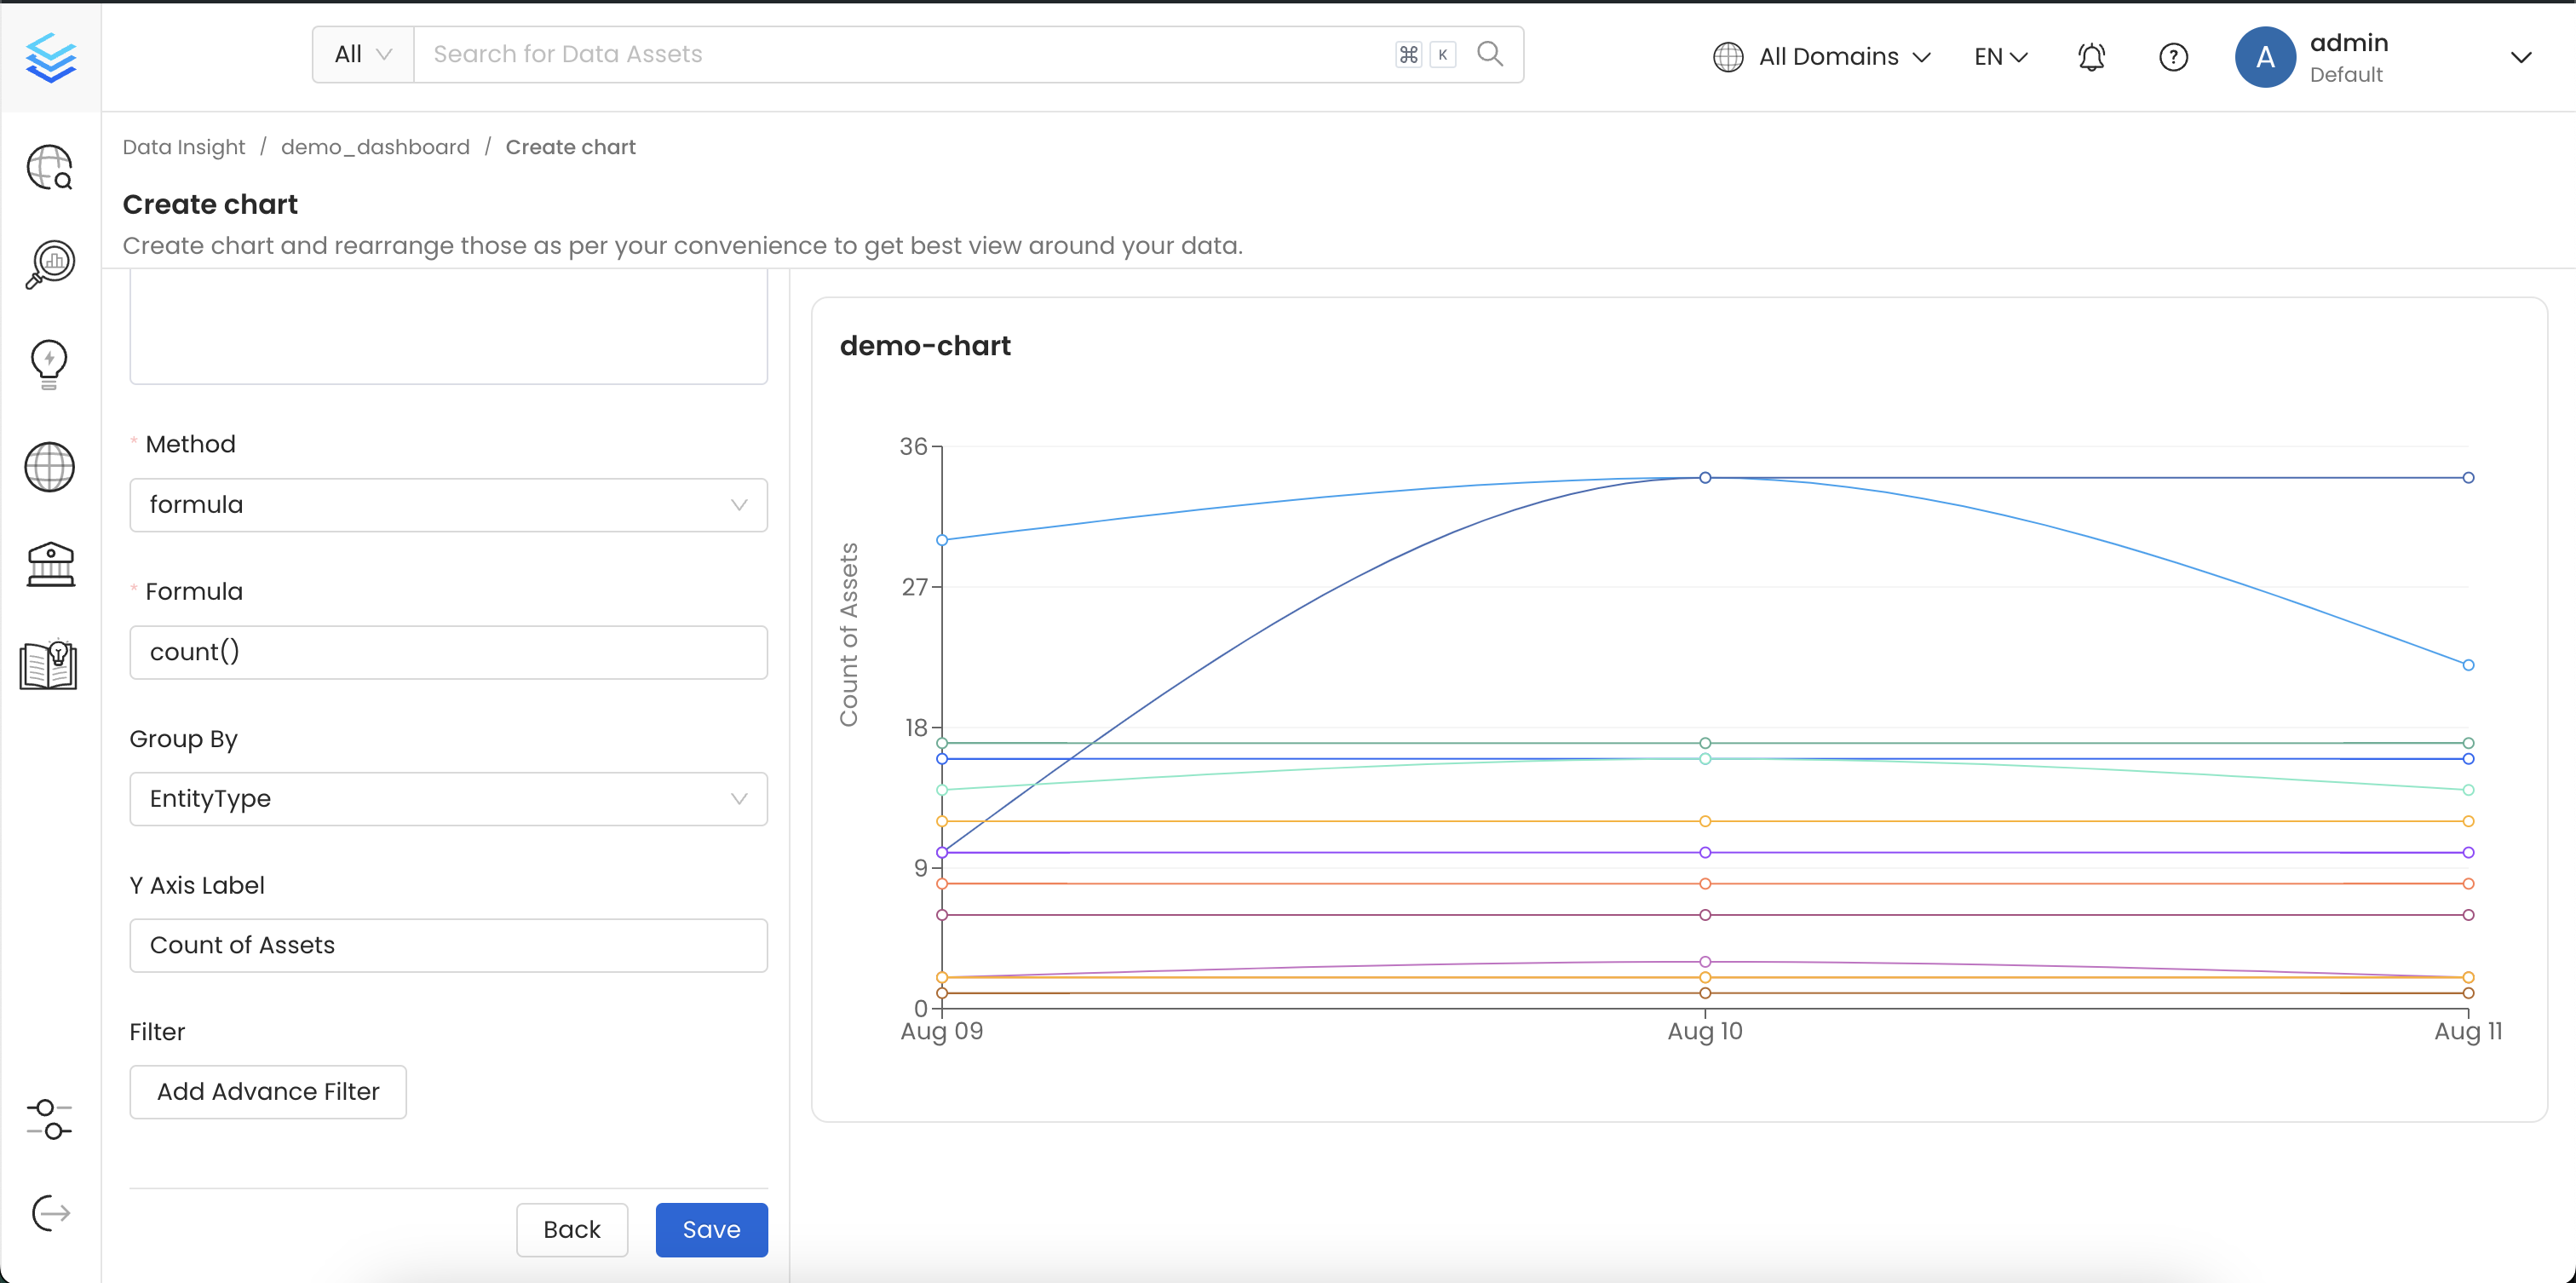 All
Search for Data Assets
⌘ K
All Domains
EN
?
A
admin
Default
Data Insight / demo_dashboard / Create chart
Create chart
Create chart and rearrange those as per your convenience to get best view around your data.
* Method
formula
* Formula
count()
Group By
EntityType
Y Axis Label
Count of Assets
Filter
Add Advance Filter
Back
Save
demo-chart
Count of Assets
36
27
18
9
0
Aug 09
Aug 10
Aug 11